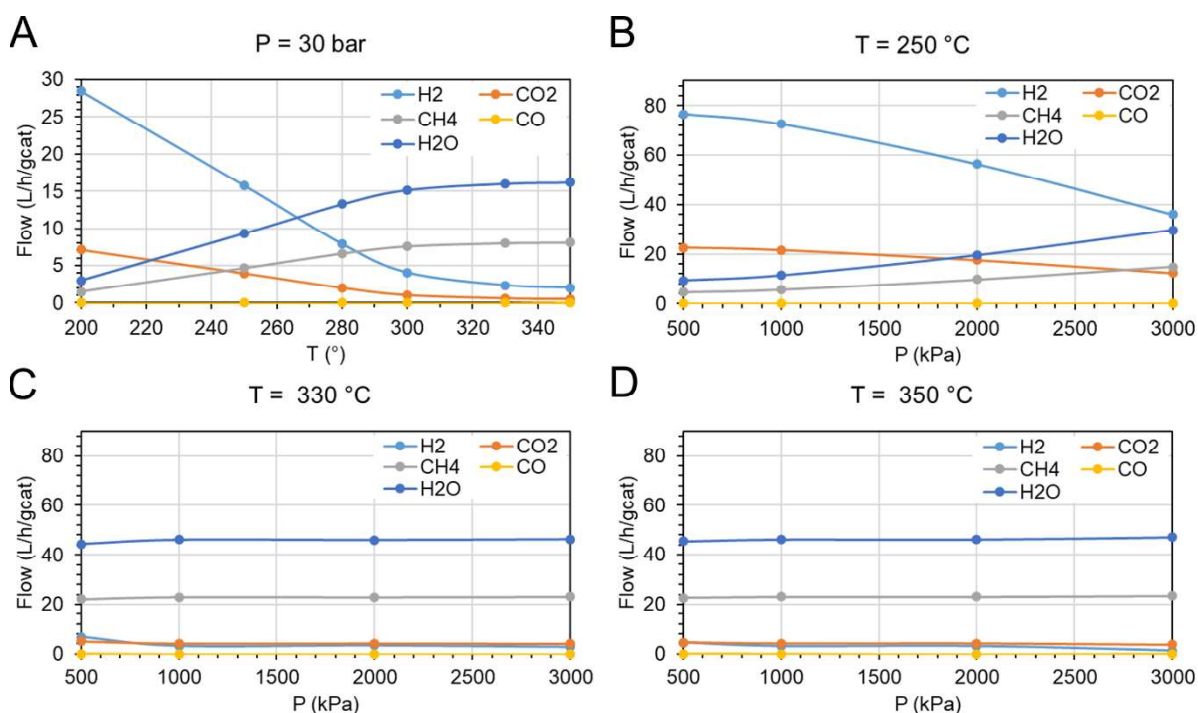 A
P = 30 bar
Flow (L/h/gcat)
30
25
20
15
10
5
0
H2
CO2
CH4
CO
H2O
200
220
240
260
280
300
320
340
T (°)
B
T = 250 °C
Flow (L/h/gcat)
80
60
40
20
0
H2
CO2
CH4
CO
H2O
500
1000
1500
2000
2500
3000
P (kPa)
C
T = 330 °C
Flow (L/h/gcat)
80
60
40
20
0
H2
CO2
CH4
CO
H2O
500
1000
1500
2000
2500
3000
P (kPa)
D
T = 350 °C
Flow (L/h/gcat)
80
60
40
20
0
H2
CO2
CH4
CO
H2O
500
1000
1500
2000
2500
3000
P (kPa)